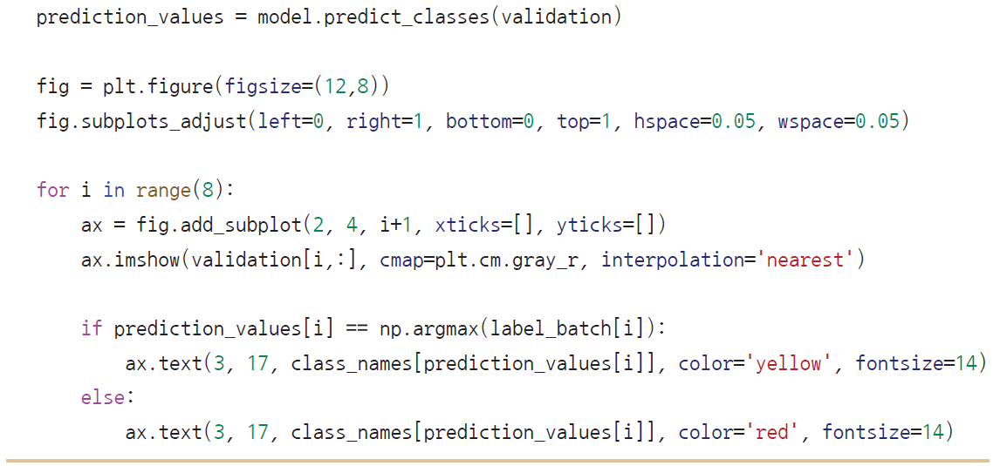 prediction_values = model.predict_classes(validation)
fig = plt.figure(figsize=(12,8))
fig.subplots_adjust(left=0, right=1, bottom=0, top=1, hspace=0.05, wspace=0.05)
for i in range(8):
    ax = fig.add_subplot(2, 4, i+1, xticks=[], yticks=[])
    ax.imshow(validation[i,:], cmap=plt.cm.gray_r, interpolation='nearest')
    if prediction_values[i] == np.argmax(label_batch[i]):
        ax.text(3, 17, class_names[prediction_values[i]], color='yellow', fontsize=14)
    else:
        ax.text(3, 17, class_names[prediction_values[i]], color='red', fontsize=14)